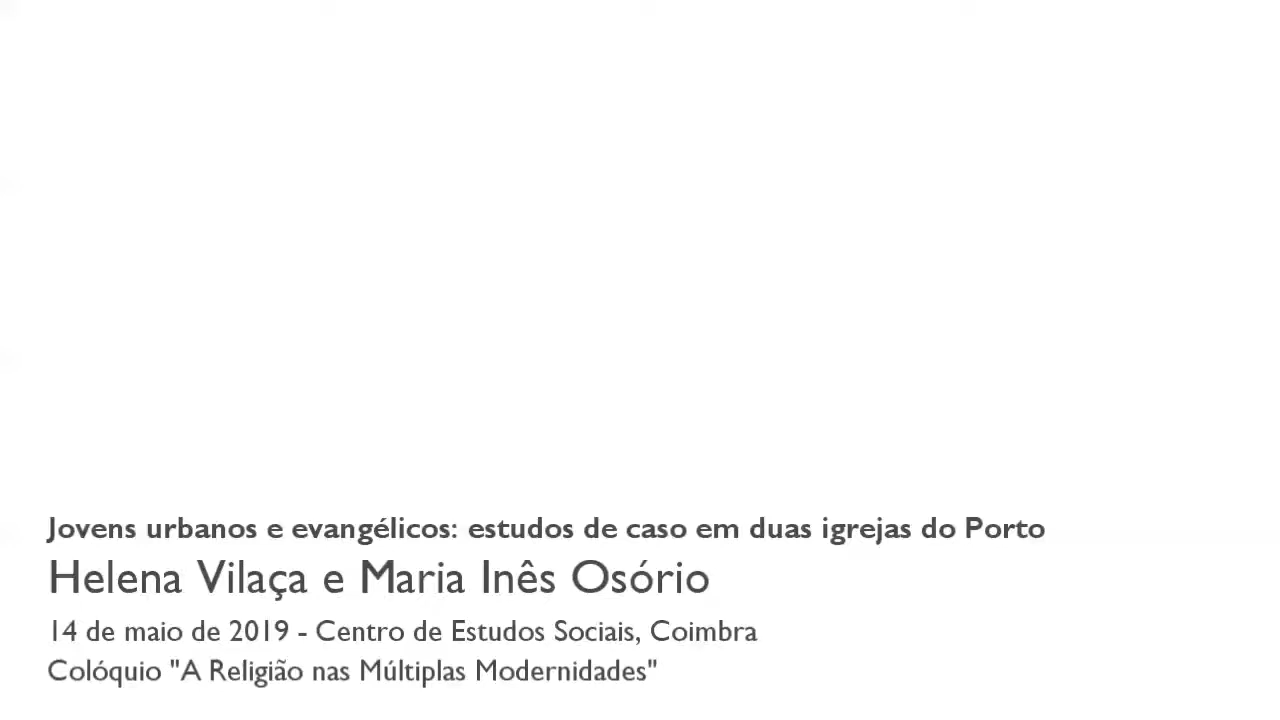 Jovens urbanos e evangélicos: estudos de caso em duas igrejas do Porto
Helena Vilaça e Maria Inês Osório
14 de maio de 2019 - Centro de Estudos Sociais, Coimbra
Colóquio "A Religião nas Múltiplas Modernidades"